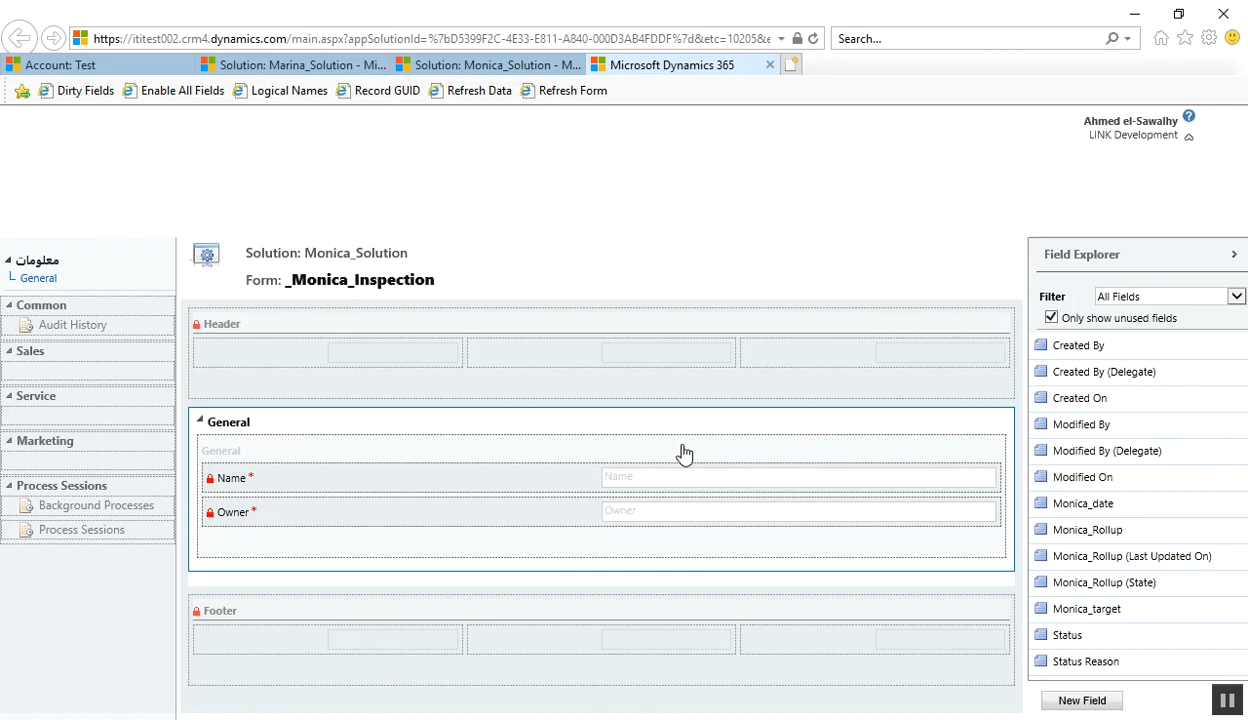 https://ititest002.crm4.dynamics.com/main.aspx?appSolutionId=%7bD5399F2C-4E33-E811-A840-000D3AB4FDDF%7d&etc=10205&e
Search...
Account: Test
Solution: Marina_Solution - Mi...
Solution: Monica_Solution - M...
Microsoft Dynamics 365
Dirty Fields
Enable All Fields
Logical Names
Record GUID
Refresh Data
Refresh Form
Ahmed el-Sawalhy
LINK Development
معلومات
General
Common
Audit History
Sales
Service
Marketing
Process Sessions
Background Processes
Process Sessions
Solution: Monica_Solution
Form: _Monica_Inspection
Header
General
General
Name *
Name
Owner *
Owner
Footer
Field Explorer
Filter
All Fields
Only show unused fields
Created By
Created By (Delegate)
Created On
Modified By
Modified By (Delegate)
Modified On
Monica_date
Monica_Rollup
Monica_Rollup (Last Updated On)
Monica_Rollup (State)
Monica_target
Status
Status Reason
New Field